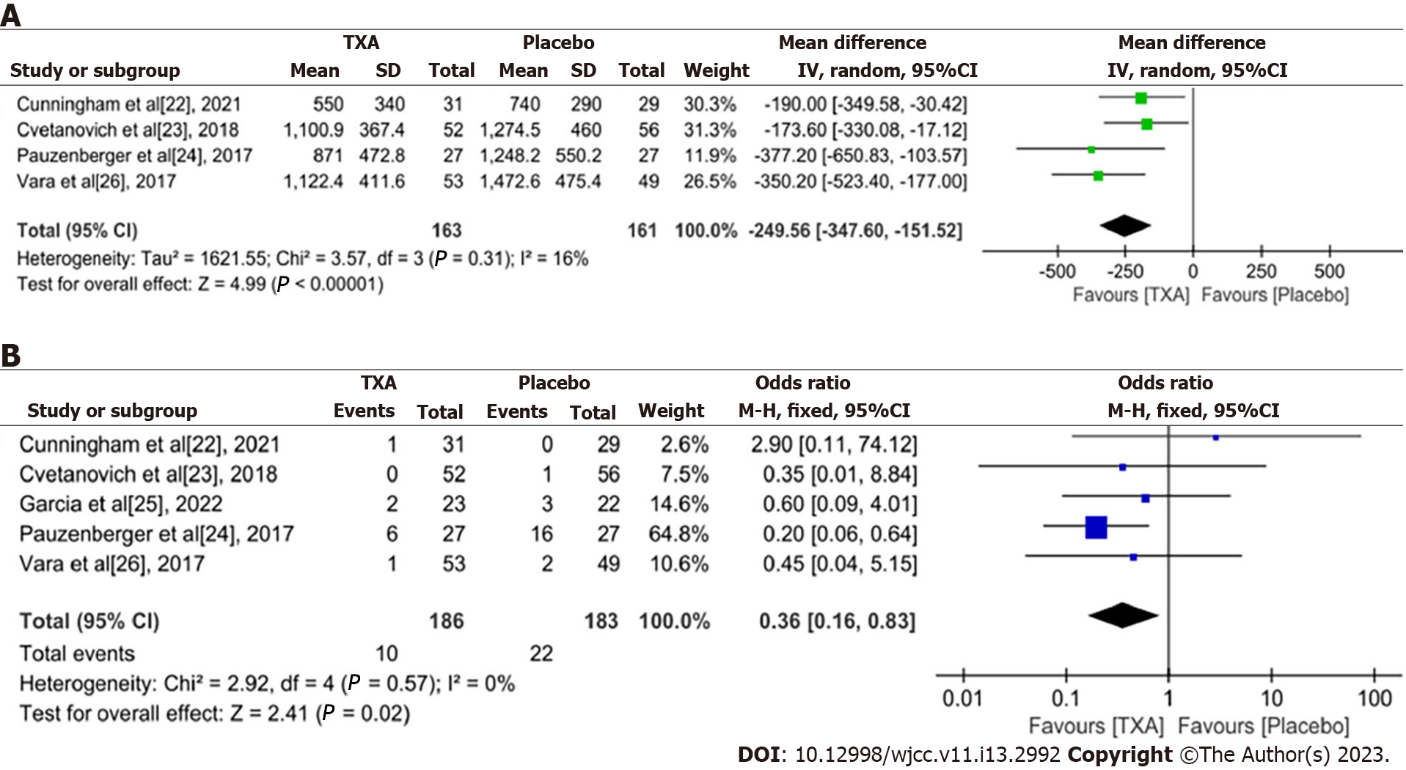 A
TXA Placebo Mean difference Mean difference
Study or subgroup Mean SD Total Mean SD Total Weight IV, random, 95%CI IV, random, 95%CI
Cunningham et al[22], 2021 550 340 31 740 290 29 30.3% -190.00 [-349.58, -30.42]
Cvetanovich et al[23], 2018 1,100.9 367.4 52 1,274.5 460 56 31.3% -173.60 [-330.08, -17.12]
Pauzenberger et al[24], 2017 871 472.8 27 1,248.2 550.2 27 11.9% -377.20 [-650.83, -103.57]
Vara et al[26], 2017 1,122.4 411.6 53 1,472.6 475.4 49 26.5% -350.20 [-523.40, -177.00]
Total (95% CI) 163 161 100.0% -249.56 [-347.60, -151.52]
Heterogeneity: Tau² = 1621.55; Chi² = 3.57, df = 3 (P = 0.31); I² = 16%
Test for overall effect: Z = 4.99 (P < 0.00001)
-500 -250 0 250 500
Favours [TXA] Favours [Placebo]
B
TXA Placebo Odds ratio Odds ratio
Study or subgroup Events Total Events Total Weight M-H, fixed, 95%CI M-H, fixed, 95%CI
Cunningham et al[22], 2021 1 31 0 29 2.6% 2.90 [0.11, 74.12]
Cvetanovich et al[23], 2018 0 52 1 56 7.5% 0.35 [0.01, 8.84]
Garcia et al[25], 2022 2 23 3 22 14.6% 0.60 [0.09, 4.01]
Pauzenberger et al[24], 2017 6 27 16 27 64.8% 0.20 [0.06, 0.64]
Vara et al[26], 2017 1 53 2 49 10.6% 0.45 [0.04, 5.15]
Total (95% CI) 186 183 100.0% 0.36 [0.16, 0.83]
Total events 10 22
Heterogeneity: Chi² = 2.92, df = 4 (P = 0.57); I² = 0%
Test for overall effect: Z = 2.41 (P = 0.02)
0.01 0.1 1 10 100
Favours [TXA] Favours [Placebo]
DOI: 10.12998/wjcc.v11.i13.2992 Copyright ©The Author(s) 2023.